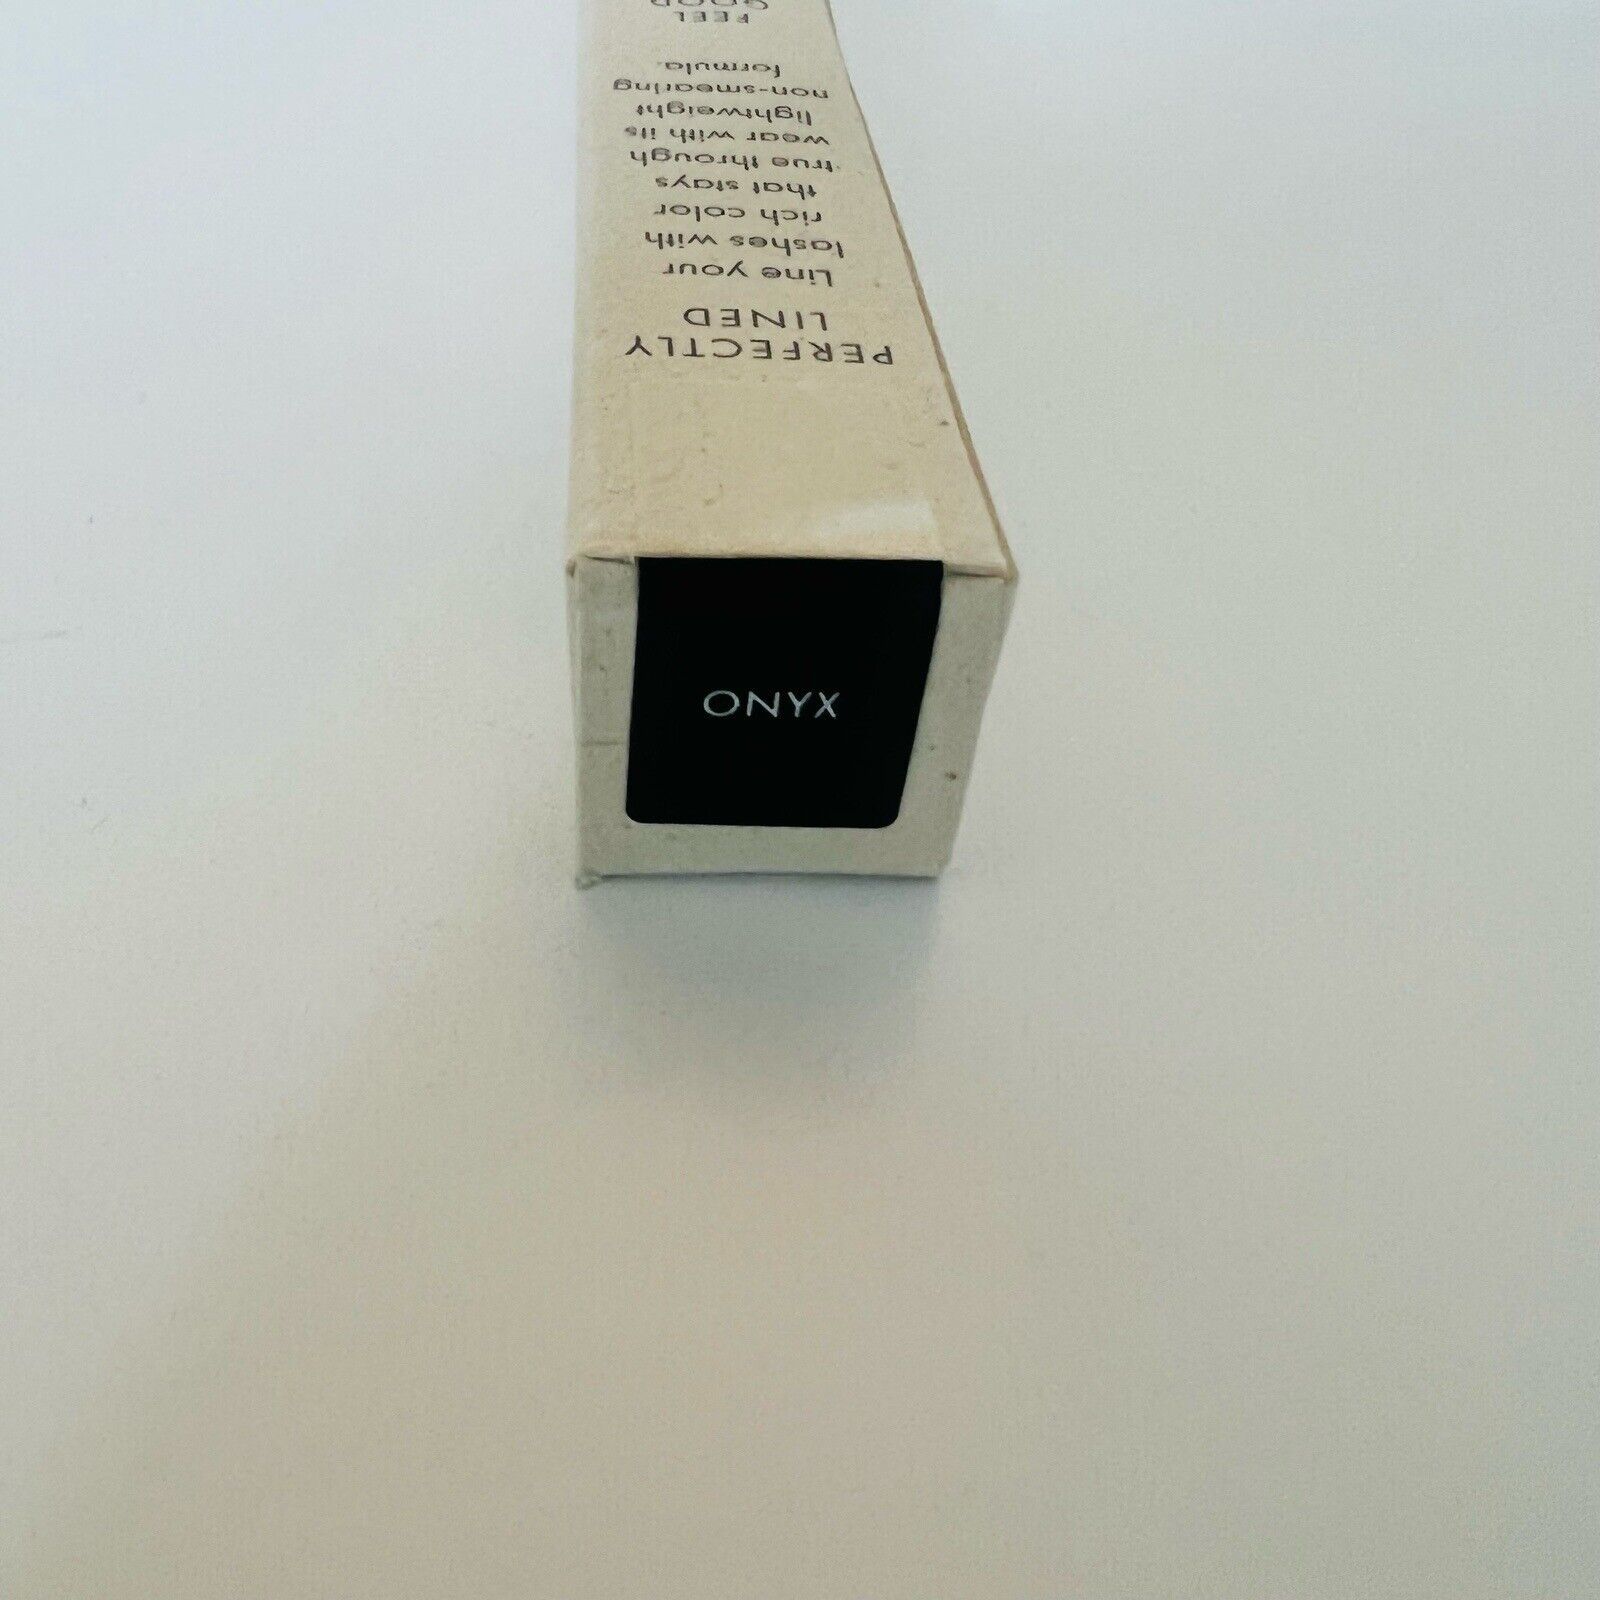 ONYX
PERFECTLY
LINED
Line your
lashes with
rich color
that stays
true through
wear with its
lightweight
non-smearing
formula.
FEEL
GOOD